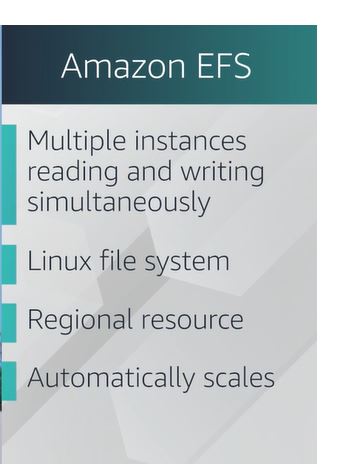 Amazon EFS
Multiple instances
reading and writing
simultaneously
Linux file system
Regional resource
Automatically scales